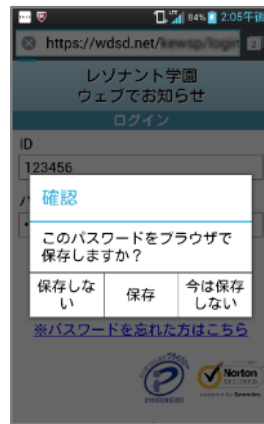 84% 2:05午後
https://wdsd.net/
2
レゾナント学園
ウェブでお知
らせ
ログイン
ID
123456
確認
このパスワードをブラウザで
保存しますか？
保存しな
い
保存
今は保存
しない
※パスワードを忘れた方はこちら
Norton
SECURED
powered by Symantec